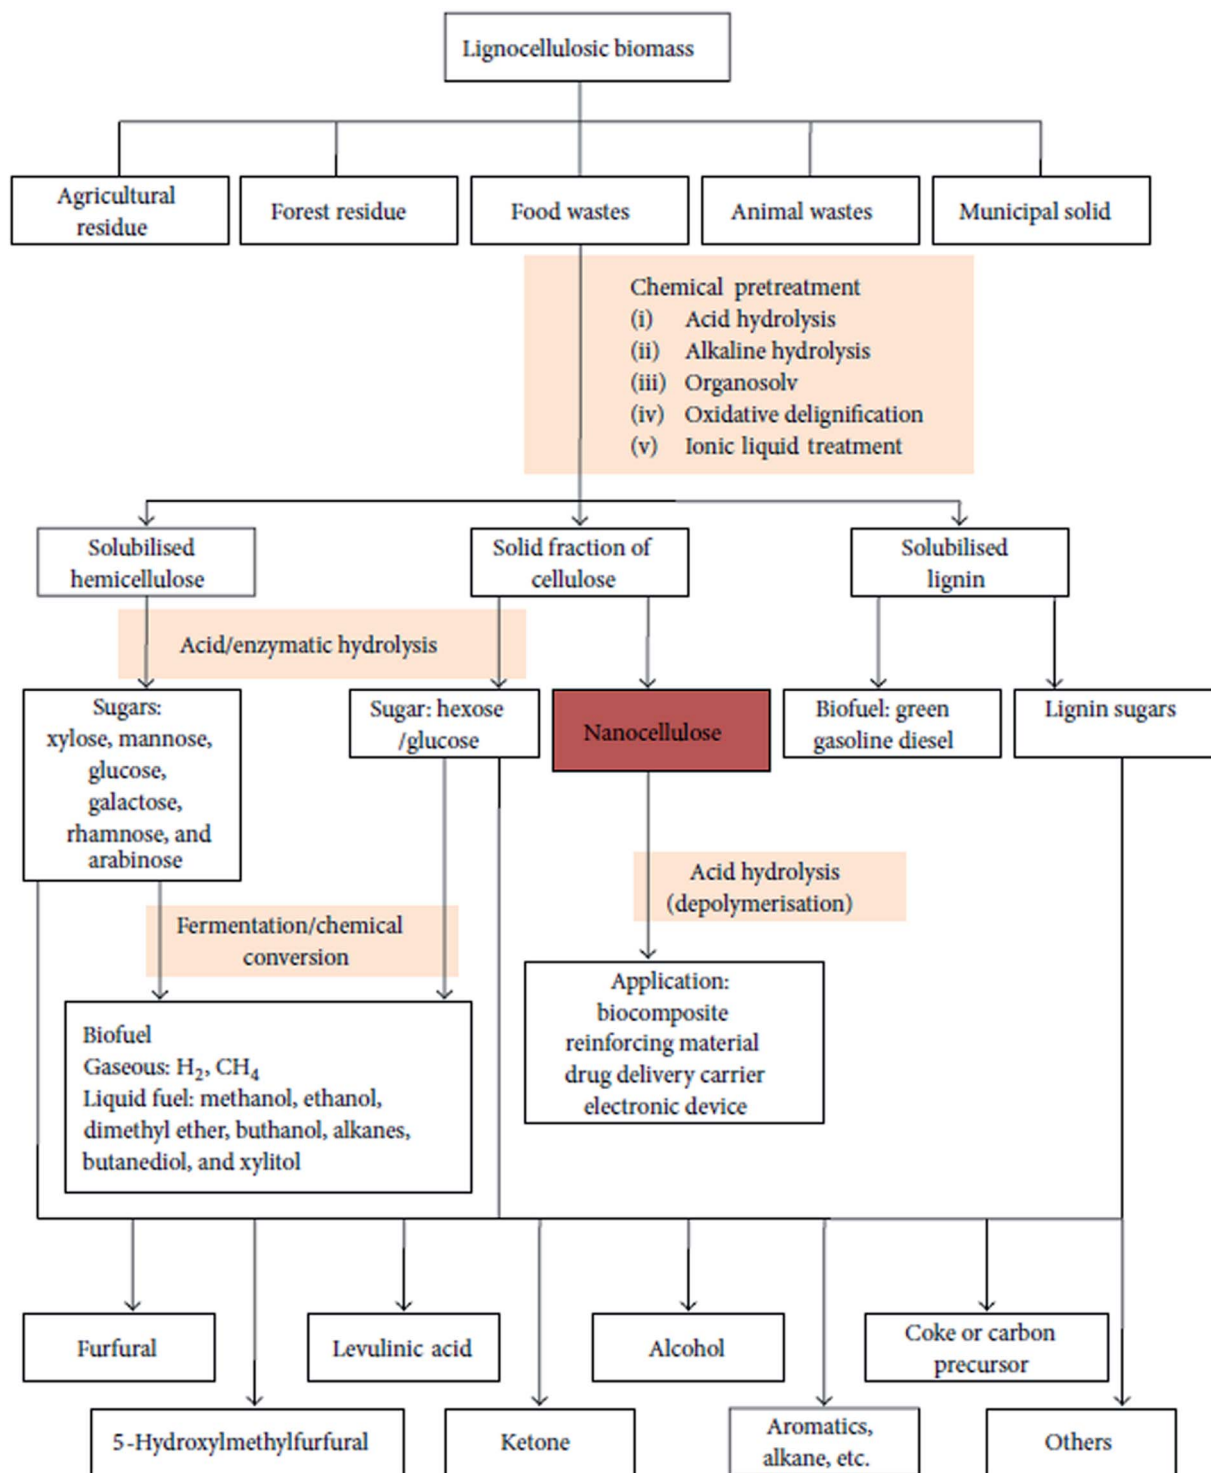 Lignocellulosic biomass
Agricultural
residue
Forest residue
Food wastes
Animal wastes
Municipal solid
Chemical pretreatment
(i) Acid hydrolysis
(ii) Alkaline hydrolysis
(iii) Organosolv
(iv) Oxidative delignification
(v) Ionic liquid treatment
Solubilised
hemicellulose
Solid fraction of
cellulose
Solubilised
lignin
Acid/enzymatic hydrolysis
Sugars:
xylose, mannose,
glucose,
galactose,
rhamnose, and
arabinose
Sugar: hexose
/glucose
Nanocellulose
Biofuel: green
gasoline diesel
Lignin sugars
Acid hydrolysis
(depolymerisation)
Fermentation/chemical
conversion
Application:
biocomposite
reinforcing material
drug delivery carrier
electronic device
Biofuel
Gaseous: H₂, CH₄
Liquid fuel: methanol, ethanol,
dimethyl ether, buthanol, alkanes,
butanediol, and xylitol
Furfural
Levulinic acid
Alcohol
Coke or carbon
precursor
5-Hydroxylmethylfurfural
Ketone
Aromatics,
alkane, etc.
Others